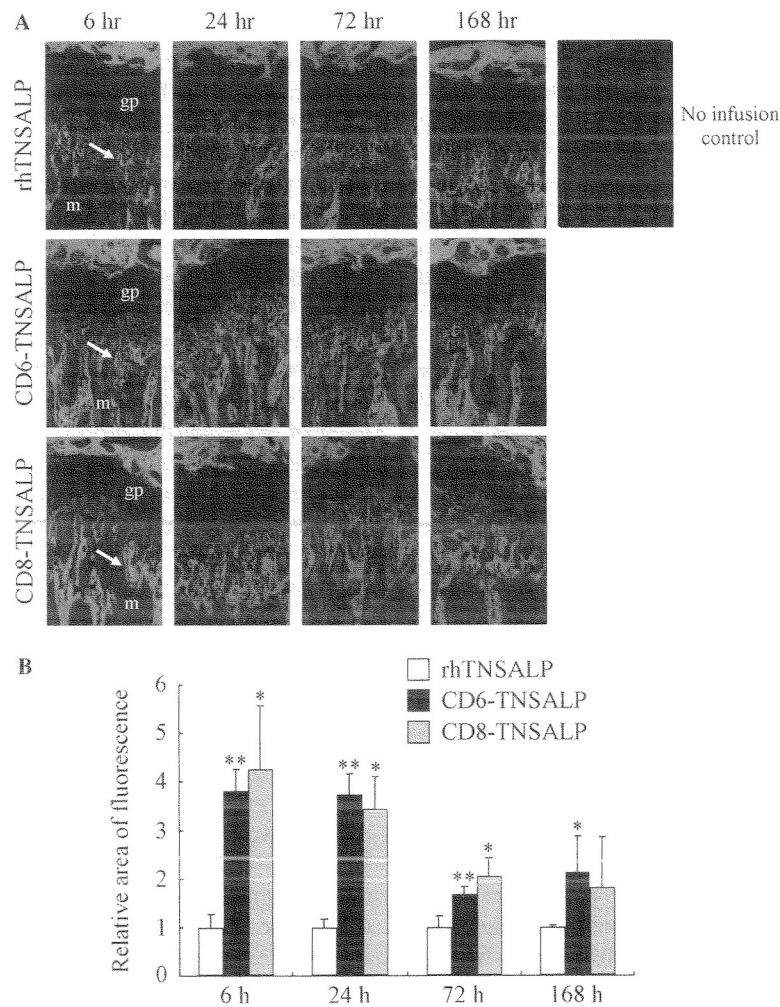 A
6 hr 24 hr 72 hr 168 hr
rhTNSALP
gp
m
No infusion
control
CD6-TNSALP
gp
m
CD8-TNSALP
gp
m
B
rhTNSALP
CD6-TNSALP
CD8-TNSALP
Relative area of fluorescence
6
5
4
3
2
1
0
** *
** *
** *
*
6 h 24 h 72 h 168 h